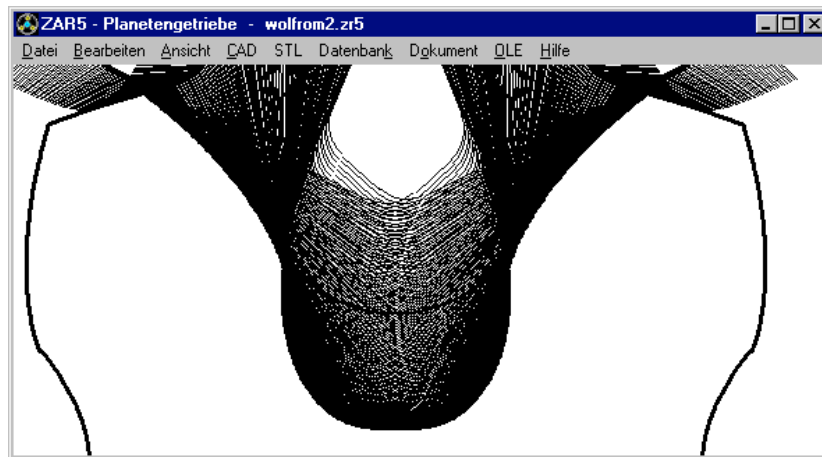 ZAR5 - Planetengetriebe - wolfrom2.zr5
Datei Bearbeiten Ansicht CAD STL Datenbank Dokument OLE Hilfe